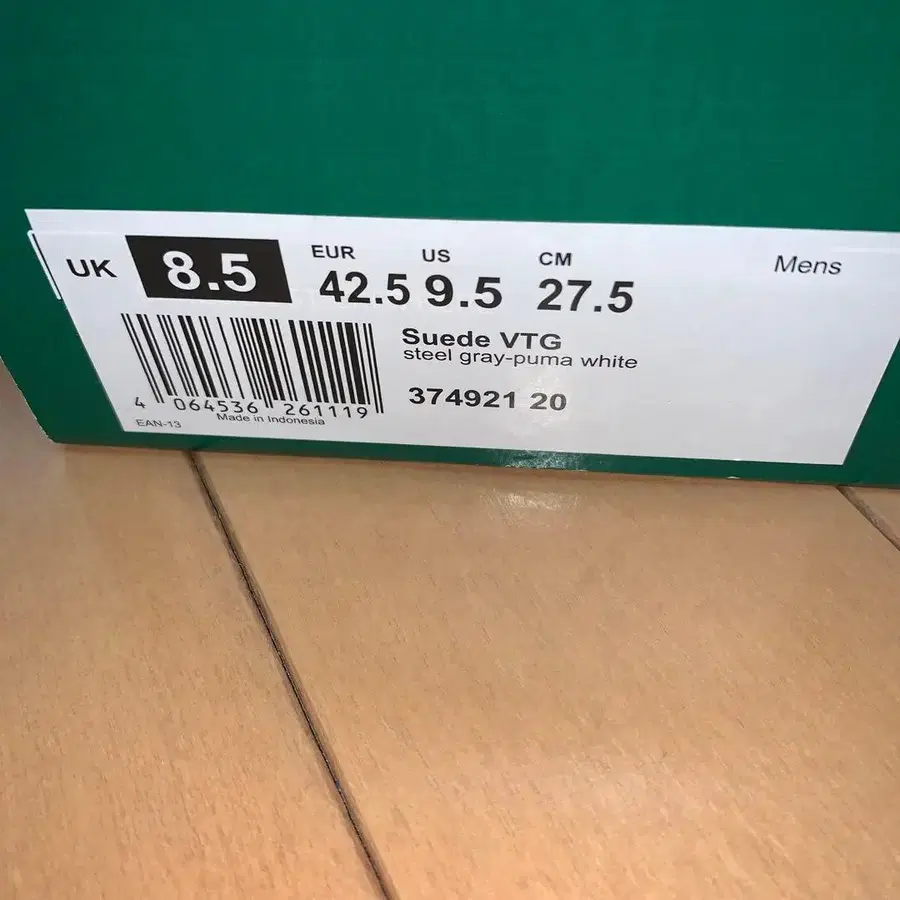 UK 8.5 EUR 42.5 US 9.5 CM 27.5 Mens
Suede VTG
steel gray-puma white
374921 20
4 064536 261119
EAN-13 Made in Indonesia